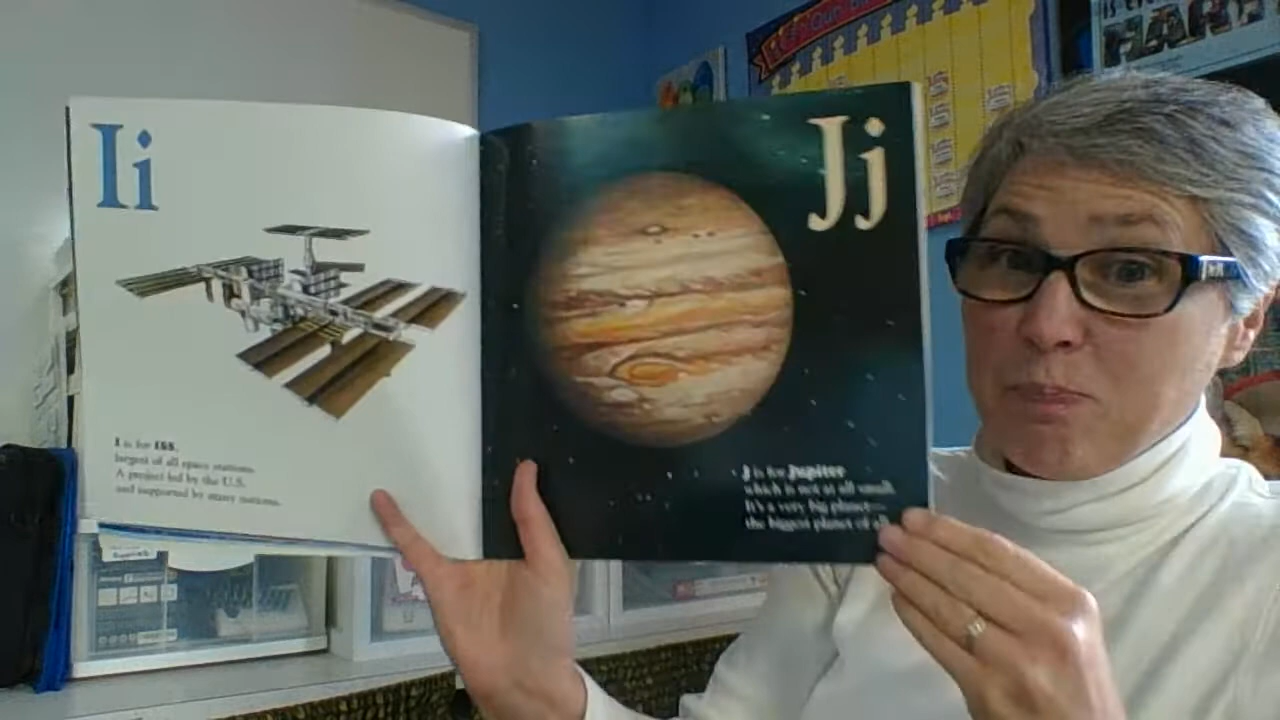 Ii
I is for ISS,
largest of all space stations.
A project led by the U.S.
and supported by many nations.
Jj
J is for Jupiter
which is not at all small.
It's a very big planet—
the biggest planet of all